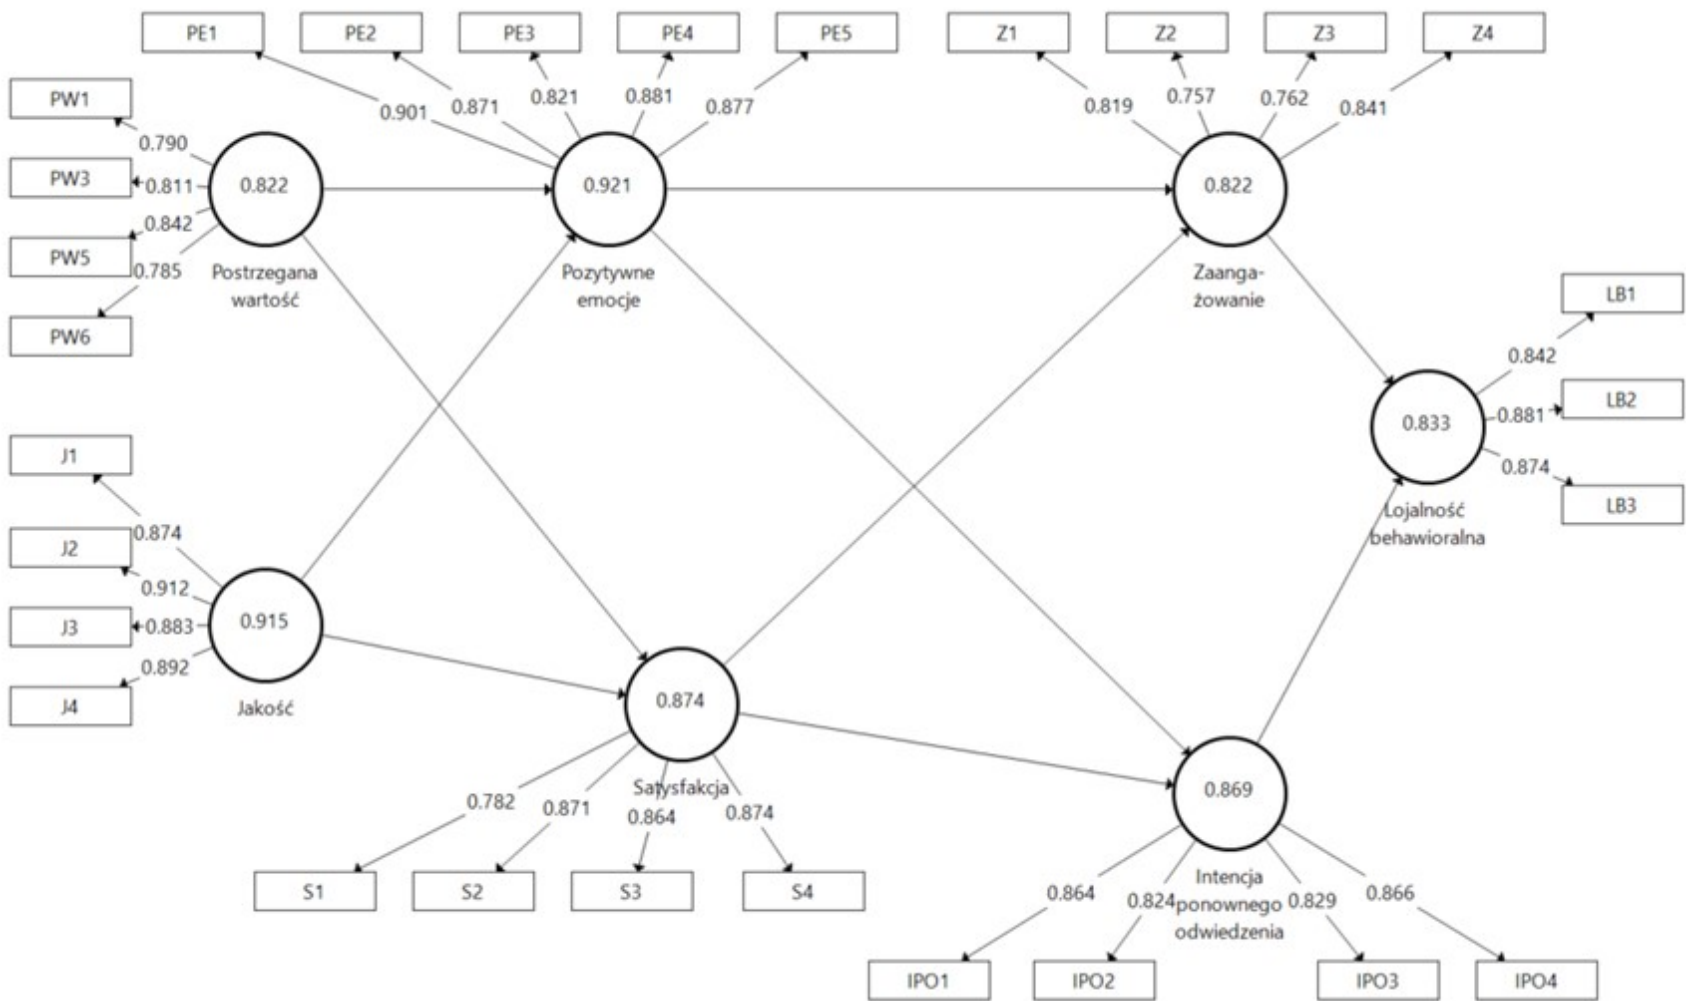 PE1 PE2 PE3 PE4 PE5 Z1 Z2 Z3 Z4
0.901 0.871 0.821 0.881 0.877 0.819 0.757 0.762 0.841
PW1
0.790
PW3
0.811
0.842
PW5
0.785
PW6
0.822
Postrzegana
wartość
0.921
Pozytywne
emocje
0.822
Zaanga-
żowanie
LB1
0.842
LB2
0.881
0.874
LB3
0.833
Lojalność
behawioralna
J1
0.874
J2
0.912
J3
0.883
0.892
J4
0.915
Jakość
0.874
Satysfakcja
0.782 0.871 0.864 0.874
S1 S2 S3 S4
0.869
Intencja
ponownego
odwiedzenia
0.864 0.824 0.829 0.866
IPO1 IPO2 IPO3 IPO4